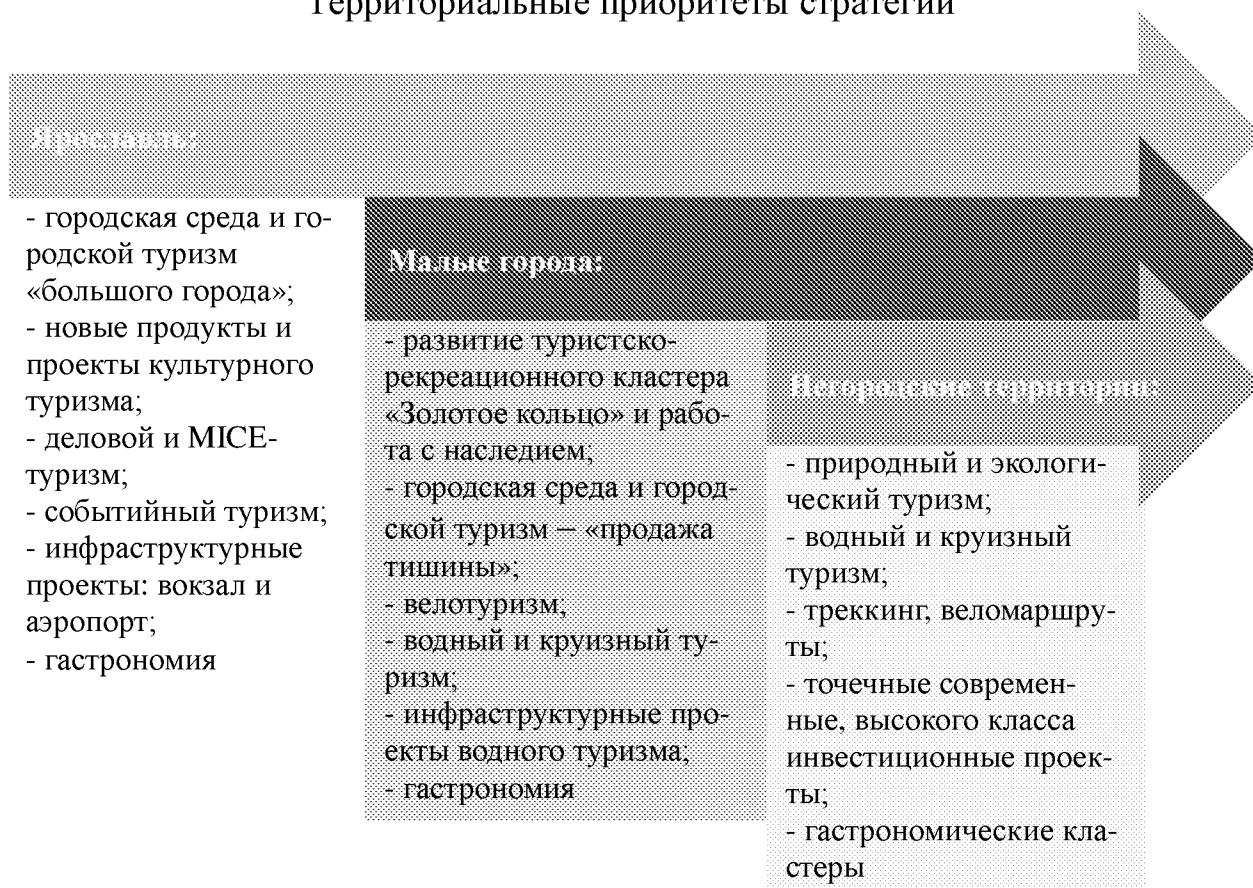 Территориальные приоритеты стратегии
Ярославль:
- городская среда и го-
родской туризм
«большого города»;
- новые продукты и
проекты культурного
туризма;
- деловой и MICE-
туризм;
- событийный туризм;
- инфраструктурные
проекты: вокзал и
аэропорт;
- гастрономия
Малые города:
- развитие туристско-
рекреационного кластера
«Золотое кольцо» и рабо-
та с наследием;
- городская среда и город-
ской туризм – «продажа
тишины»;
- велотуризм;
- водный и круизный ту-
ризм;
- инфраструктурные про-
екты водного туризма;
- гастрономия
Негородские территории:
- природный и экологи-
ческий туризм;
- водный и круизный
туризм;
- треккинг, веломаршру-
ты;
- точечные современ-
ные, высокого класса
инвестиционные проек-
ты;
- гастрономические кла-
стеры